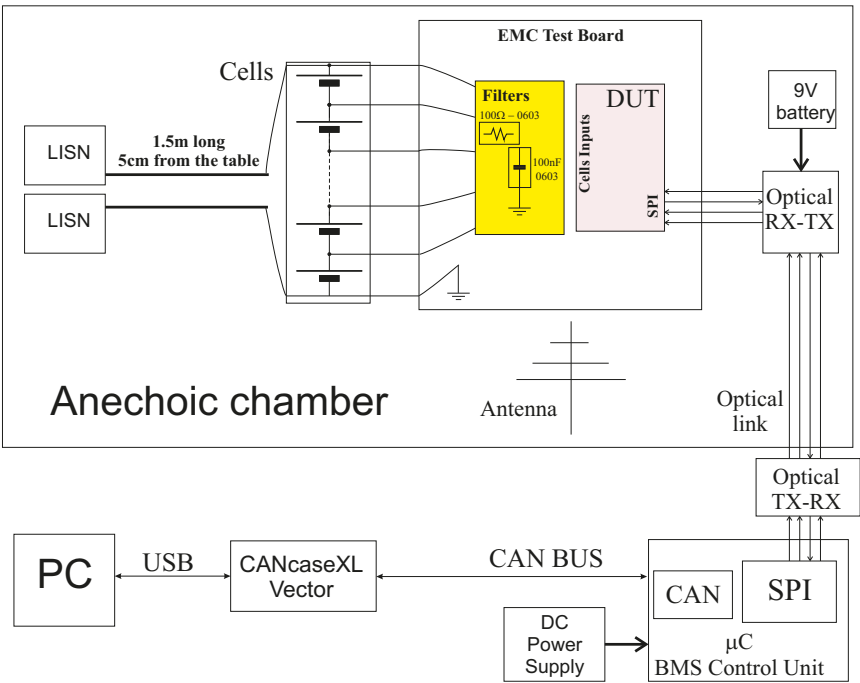 EMC Test Board
Cells
Filters
100Ω – 0603
100nF
0603
DUT
Cells Inputs
SPI
9V
battery
LISN
1.5m long
5cm from the table
LISN
Optical
RX-TX
Anechoic chamber
Antenna
Optical
link
Optical
TX-RX
PC
USB
CANcaseXL
Vector
CAN BUS
CAN
SPI
DC
Power
Supply
μC
BMS Control Unit